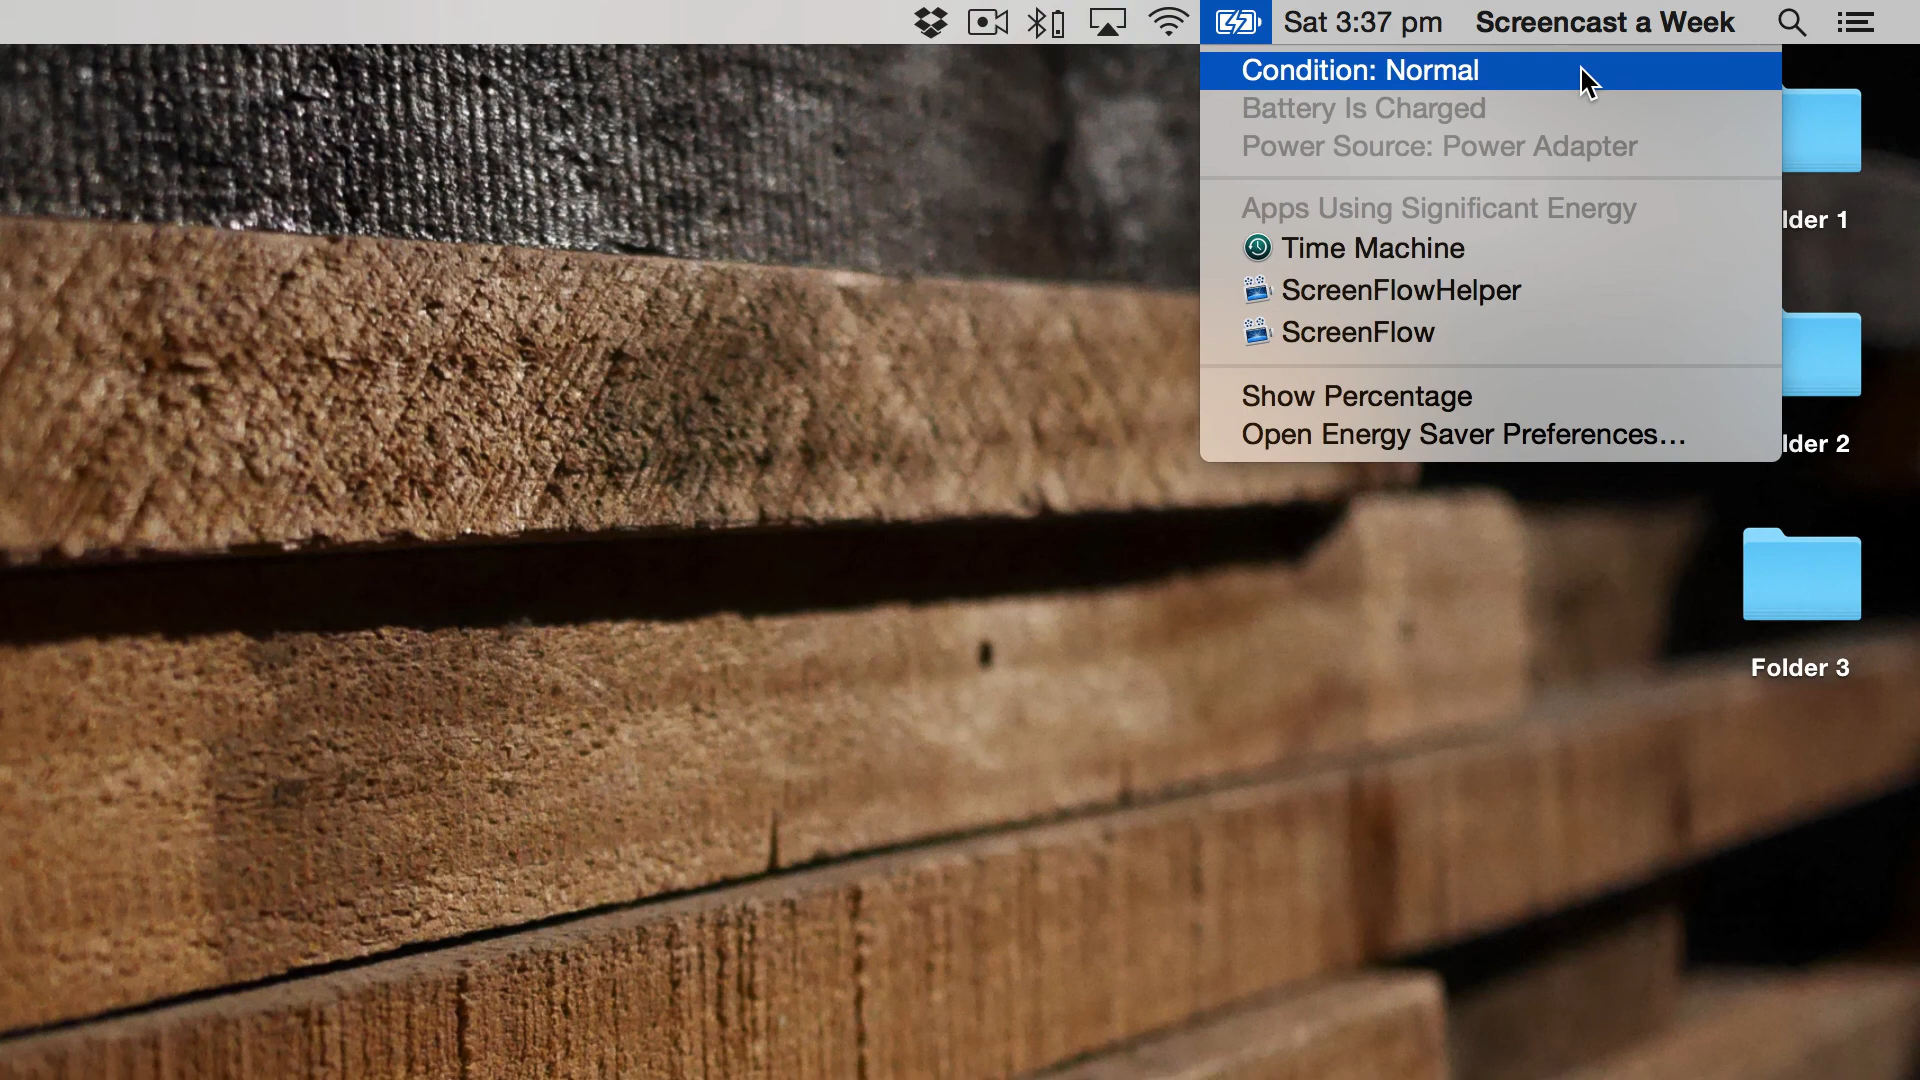 Sat 3:37 pm Screencast a Week
Condition: Normal
Battery Is Charged
Power Source: Power Adapter
Apps Using Significant Energy
Time Machine
ScreenFlowHelper
ScreenFlow
Show Percentage
Open Energy Saver Preferences…
lder 1
lder 2
Folder 3